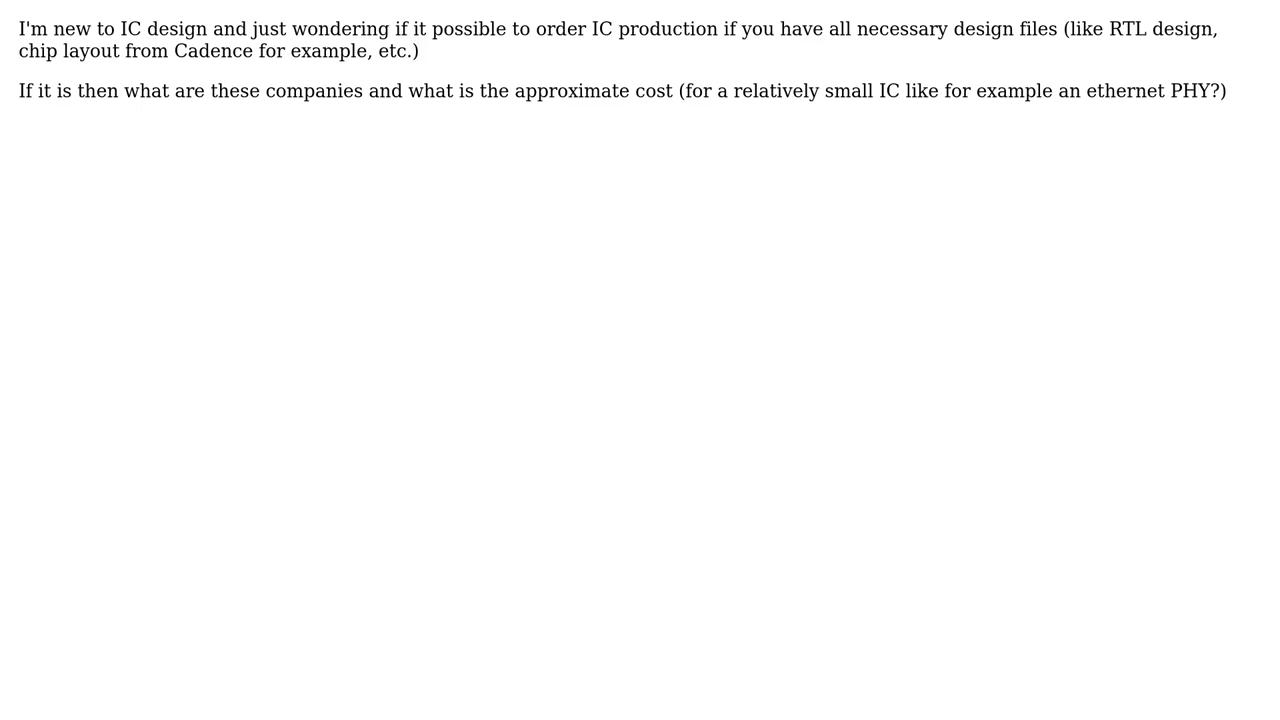 I'm new to IC design and just wondering if it possible to order IC production if you have all necessary design files (like RTL design,
chip layout from Cadence for example, etc.)
If it is then what are these companies and what is the approximate cost (for a relatively small IC like for example an ethernet PHY?)